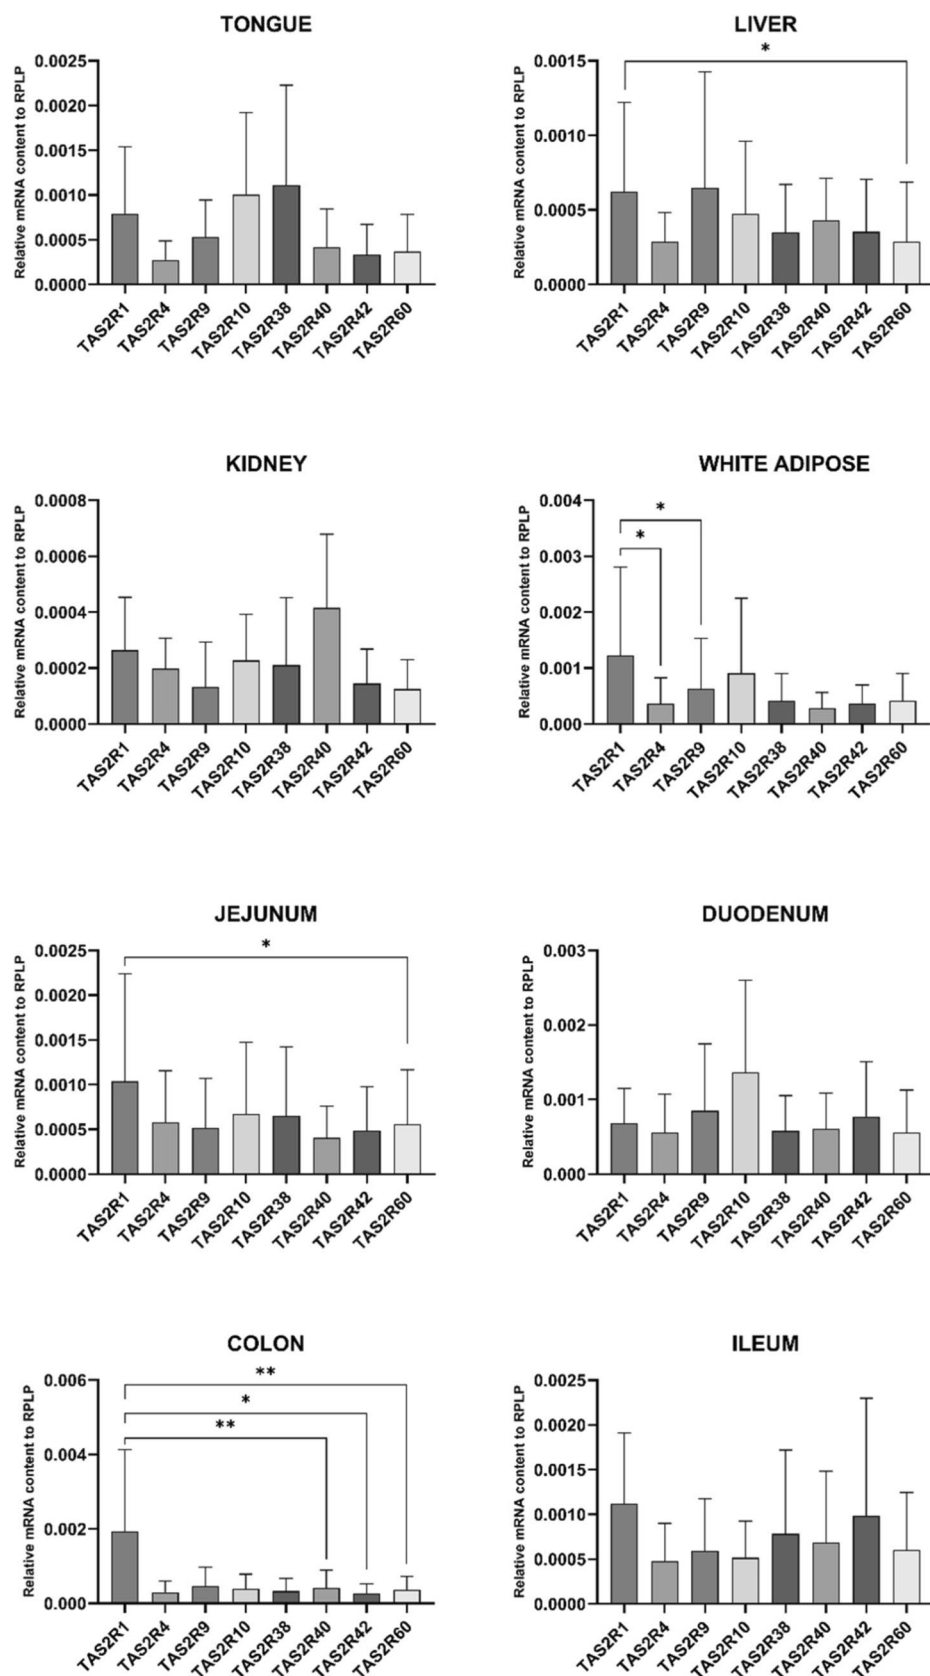 TONGUE
Relative mRNA content to RPLP
0.0025
0.0020
0.0015
0.0010
0.0005
0.0000
TAS2R1 TAS2R4 TAS2R9 TAS2R10 TAS2R38 TAS2R40 TAS2R42 TAS2R60
LIVER
*
Relative mRNA content to RPLP
0.0015
0.0010
0.0005
0.0000
TAS2R1 TAS2R4 TAS2R9 TAS2R10 TAS2R38 TAS2R40 TAS2R42 TAS2R60
KIDNEY
Relative mRNA content to RPLP
0.0008
0.0006
0.0004
0.0002
0.0000
TAS2R1 TAS2R4 TAS2R9 TAS2R10 TAS2R38 TAS2R40 TAS2R42 TAS2R60
WHITE ADIPOSE
*
*
Relative mRNA content to RPLP
0.004
0.003
0.002
0.001
0.000
TAS2R1 TAS2R4 TAS2R9 TAS2R10 TAS2R38 TAS2R40 TAS2R42 TAS2R60
JEJUNUM
*
Relative mRNA content to RPLP
0.0025
0.0020
0.0015
0.0010
0.0005
0.0000
TAS2R1 TAS2R4 TAS2R9 TAS2R10 TAS2R38 TAS2R40 TAS2R42 TAS2R60
DUODENUM
Relative mRNA content to RPLP
0.003
0.002
0.001
0.000
TAS2R1 TAS2R4 TAS2R9 TAS2R10 TAS2R38 TAS2R40 TAS2R42 TAS2R60
COLON
**
*
**
Relative mRNA content to RPLP
0.006
0.004
0.002
0.000
TAS2R1 TAS2R4 TAS2R9 TAS2R10 TAS2R38 TAS2R40 TAS2R42 TAS2R60
ILEUM
Relative mRNA content to RPLP
0.0025
0.0020
0.0015
0.0010
0.0005
0.0000
TAS2R1 TAS2R4 TAS2R9 TAS2R10 TAS2R38 TAS2R40 TAS2R42 TAS2R60